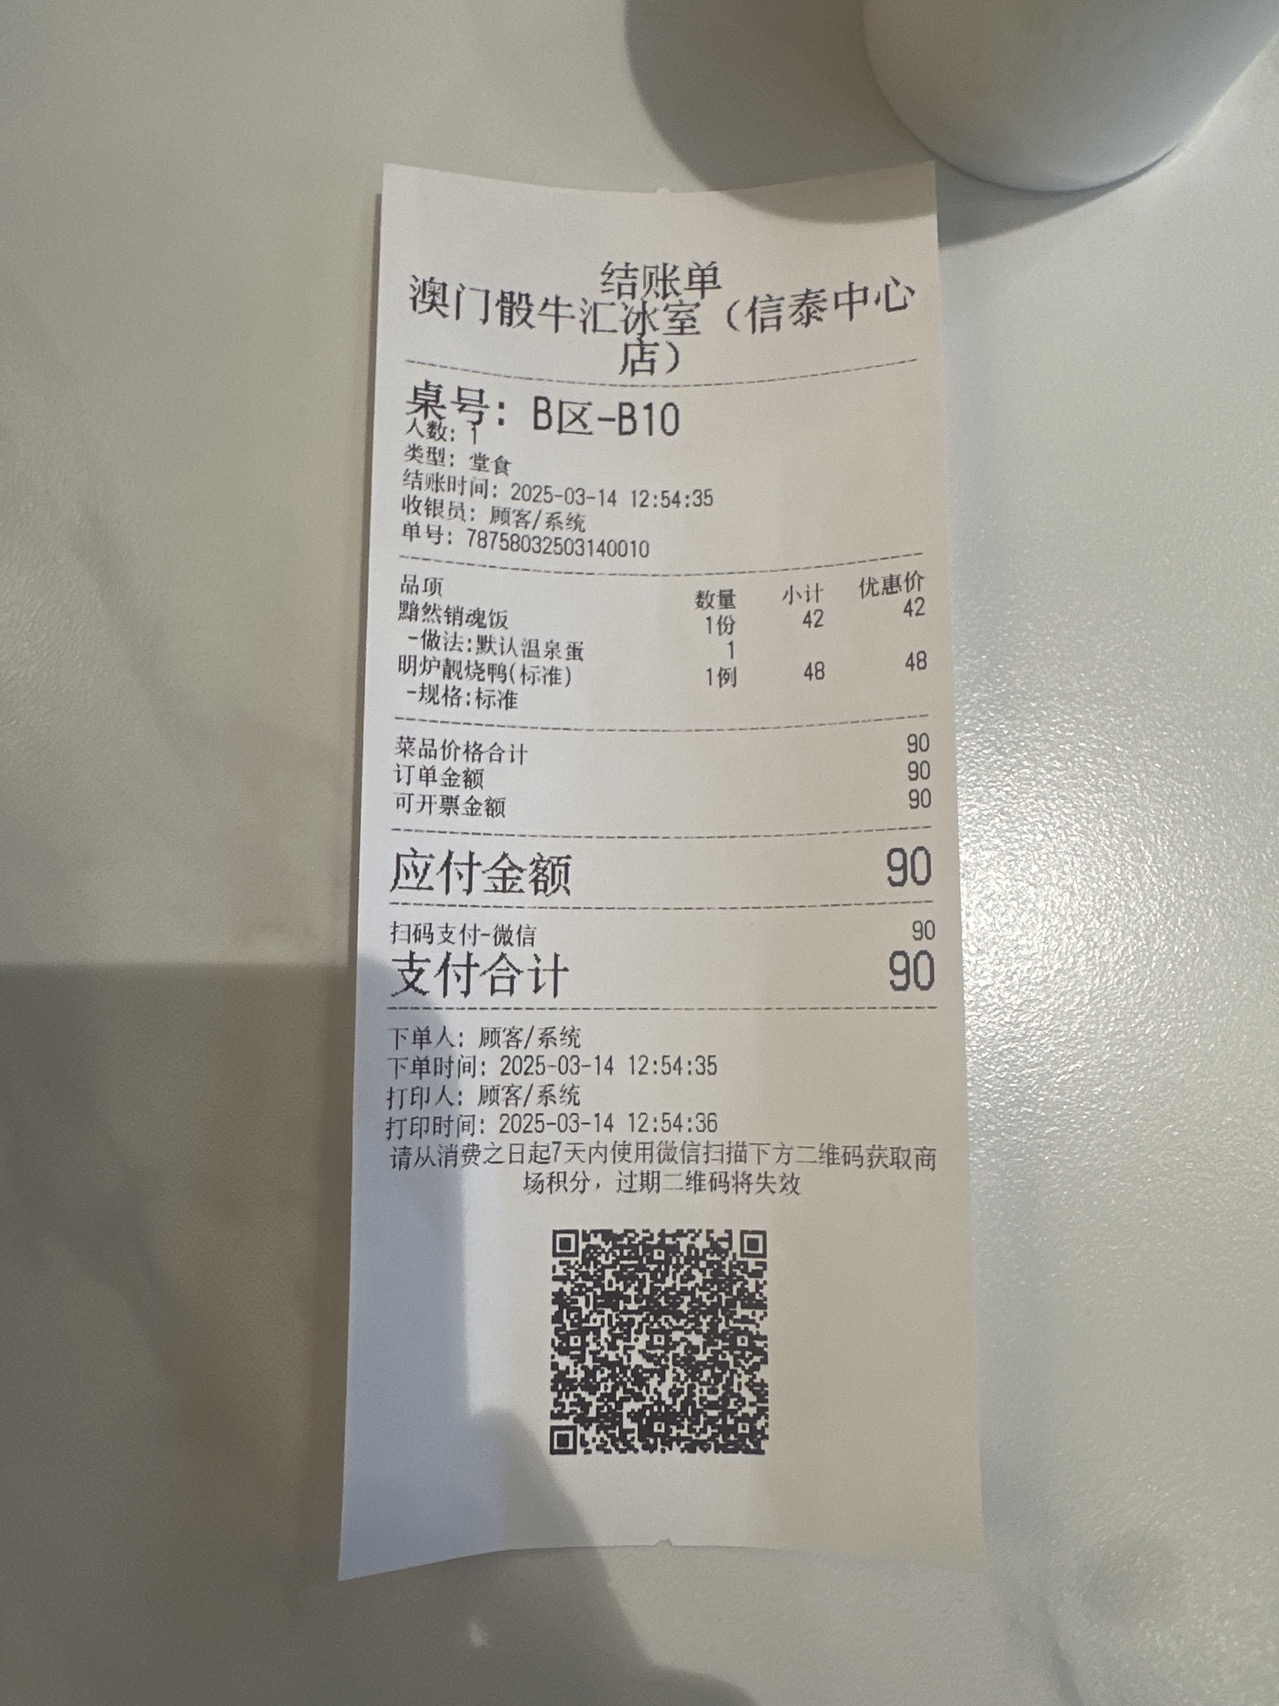 结账单
澳门骰牛汇冰室（信泰中心
店）
桌号: B区-B10
人数: 1
类型: 堂食
结账时间: 2025-03-14 12:54:35
收银员: 顾客/系统
单号: 78758032503140010
品项 数量 小计 优惠价
黯然销魂饭 1份 42 42
-做法:默认温泉蛋 1
明炉靓烧鸭(标准) 1例 48 48
-规格:标准
菜品价格合计 90
订单金额 90
可开票金额 90
应付金额 90
扫码支付-微信 90
支付合计 90
下单人: 顾客/系统
下单时间: 2025-03-14 12:54:35
打印人: 顾客/系统
打印时间: 2025-03-14 12:54:36
请从消费之日起7天内使用微信扫描下方二维码获取商
场积分，过期二维码将失效